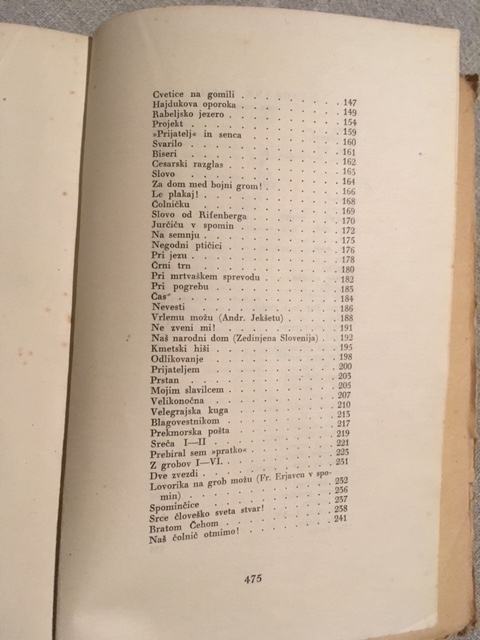 Cvetice na gomili . . . . . . . . 147
Hajdukova oporoka . . . . . . . . 149
Rabeljsko jezero . . . . . . . . 154
Projekt . . . . . . . . 159
»Prijatelj« in senca . . . . . . . . 160
Svarilo . . . . . . . . 161
Biseri . . . . . . . . 162
Cesarski razglas . . . . . . . . 163
Slovo . . . . . . . . 164
Za dom med bojni grom! . . . . . . . . 166
Le plakaj! . . . . . . . . 168
Čolničku . . . . . . . . 169
Slovo od Rifenberga . . . . . . . . 170
Jurčiču v spomin . . . . . . . . 172
Na semnju . . . . . . . . 175
Negodni ptičici . . . . . . . . 176
Pri jezu . . . . . . . . 178
Črni trn . . . . . . . . 180
Pri mrtvaškem sprevodu . . . . . . . . 182
Pri pogrebu . . . . . . . . 183
Čas . . . . . . . . 184
Nevesti . . . . . . . . 186
Vrlemu možu (Andr. Jekšetu) . . . . . . 188
Ne zveni mi! . . . . . . . . 191
Naš narodni dom (Zedinjena Slovenija) . . . 192
Kmetski hiši . . . . . . . . 195
Odlikovanje . . . . . . . . 198
Prijateljem . . . . . . . . 200
Prstan . . . . . . . . 203
Mojim slavilcem . . . . . . . . 205
Velikonočna . . . . . . . . 207
Velegrajska kuga . . . . . . . . 210
Blagovestnikom . . . . . . . . 215
Prekmorska pošta . . . . . . . . 217
Sreča I—II . . . . . . . . 219
Prebiral sem »pratko« . . . . . . . . 221
Z grobov I—VI. . . . . . . . . 223
Dve zvezdi . . . . . . . . 231
Lovorika na grob možu (Fr. Erjavcu v spo-
min) . . . . . . . . 232
Spominčice . . . . . . . . 236
Srce človeško sveta stvar! . . . . . . . 237
Bratom Čehom . . . . . . . . 238
Naš čolnič otmimo! . . . . . . . . 241
475